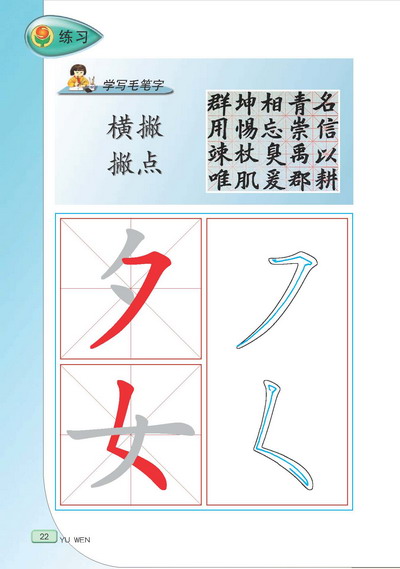 练习
学写毛笔字
横撇
撇点
群坤相青名
用惕忘崇信
竦杖臭禹以
唯肌爰郡耕
夕
女
22
YU WEN